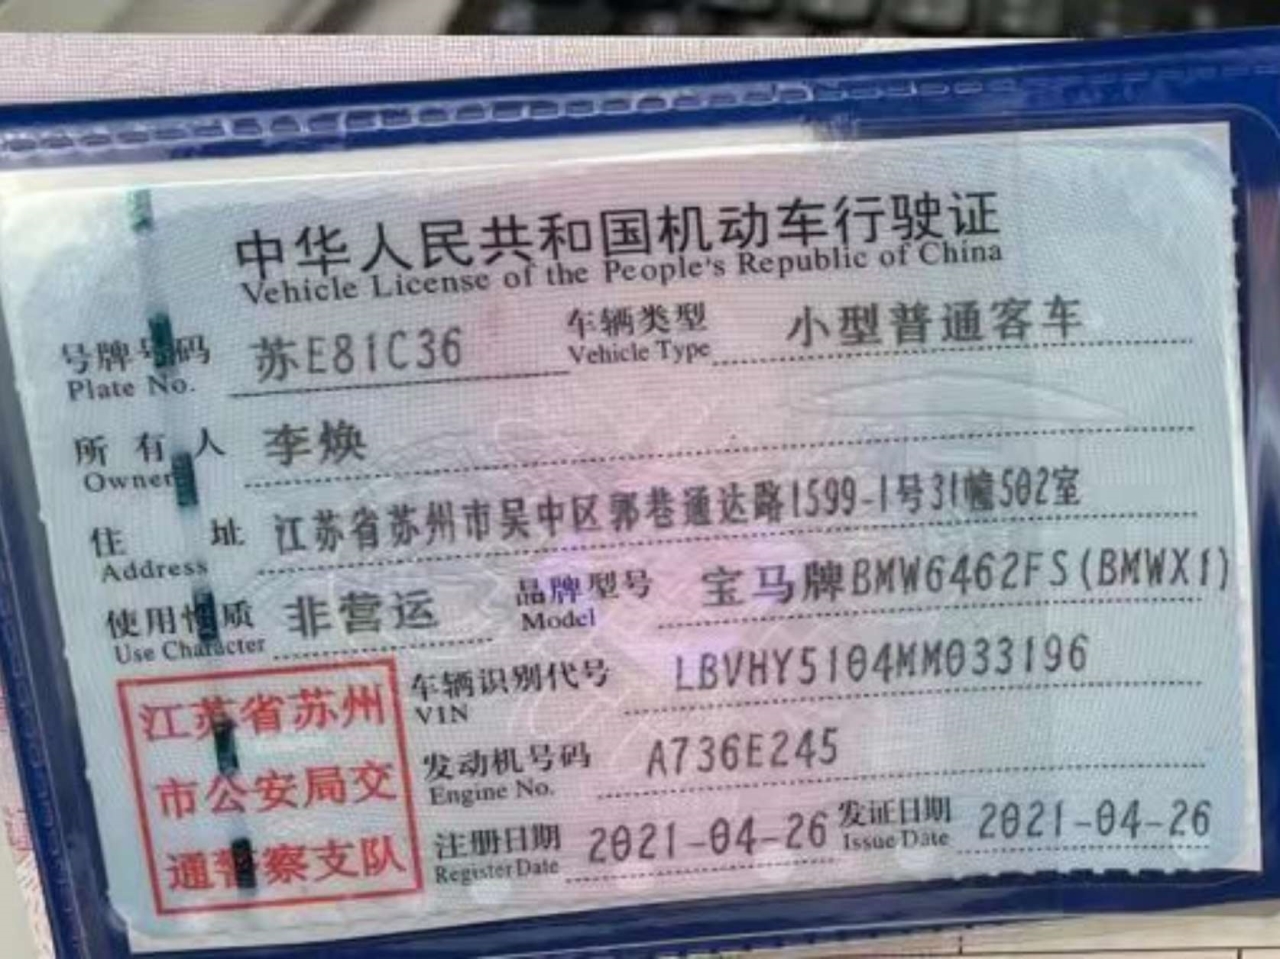 中华人民共和国机动车行驶证
Vehicle License of the People's Republic of China
号牌号码 苏E81C36 车辆类型 小型普通客车
Plate No. Vehicle Type
所有人 李焕
Owner
住址 江苏省苏州市吴中区郭巷通达路1599-1号31幢502室
Address
使用性质 非营运 品牌型号 宝马牌BMW6462FS(BMWX1)
Use Character Model
车辆识别代号 LBVHY5104MM033196
VIN
发动机号码 A736E245
Engine No.
注册日期 2021-04-26 发证日期 2021-04-26
Register Date Issue Date
江苏省苏州
市公安局交
通警察支队